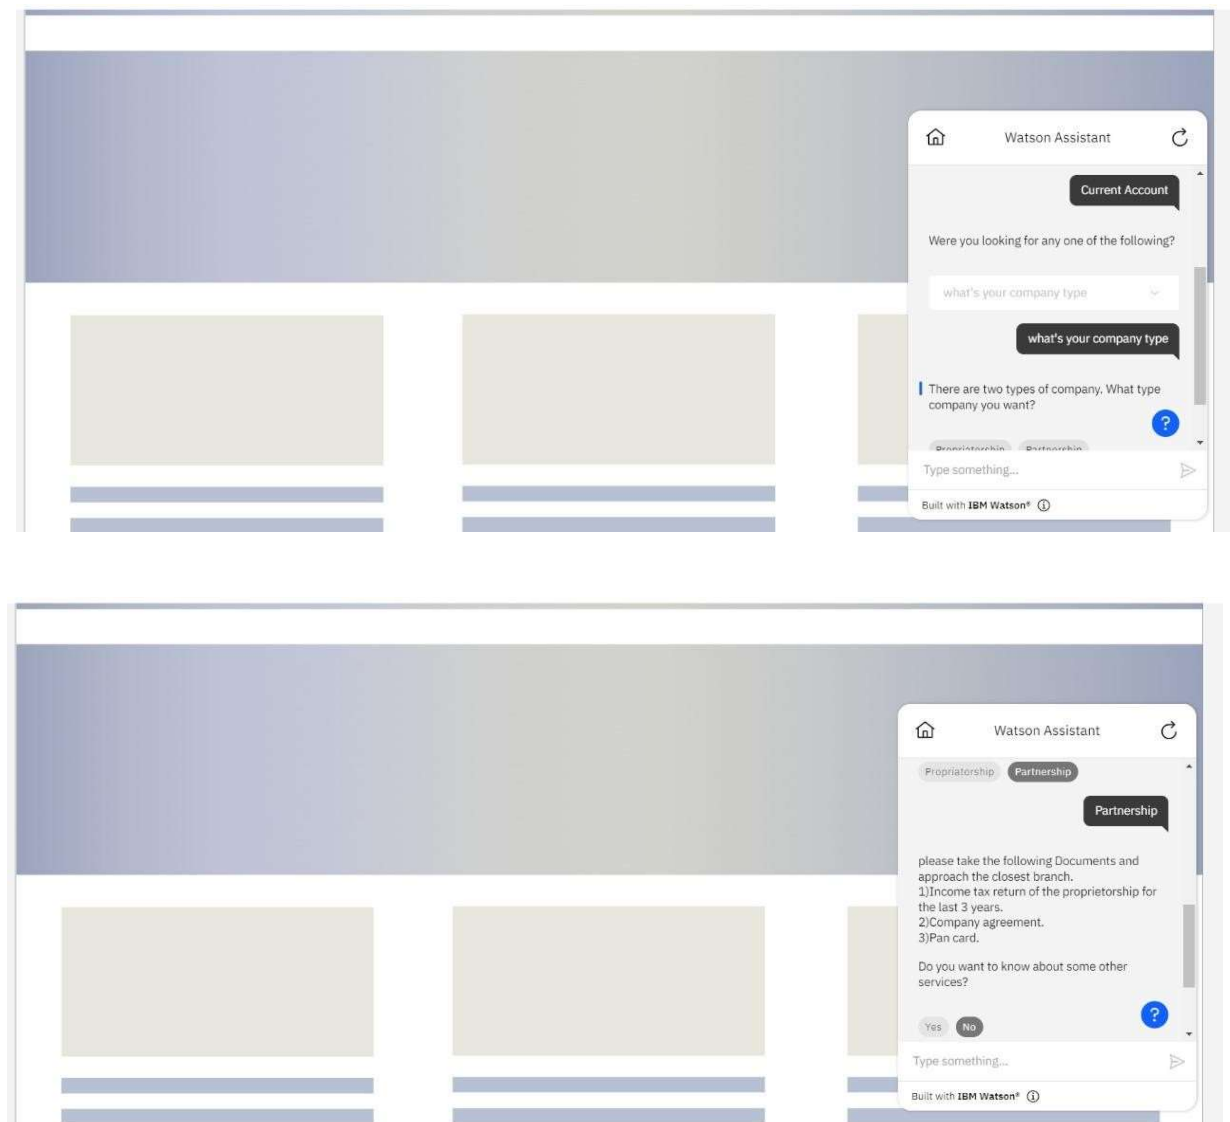 Watson Assistant
Current Account
Were you looking for any one of the following?
what's your company type
what's your company type
There are two types of company. What type
company you want?
?
Propriatorship Partnership
Type something...
Built with IBM Watson®
Watson Assistant
Propriatorship Partnership
Partnership
please take the following Documents and
approach the closest branch.
1)Income tax return of the proprietorship for
the last 3 years.
2)Company agreement.
3)Pan card.
Do you want to know about some other
services?
?
Yes No
Type something...
Built with IBM Watson®